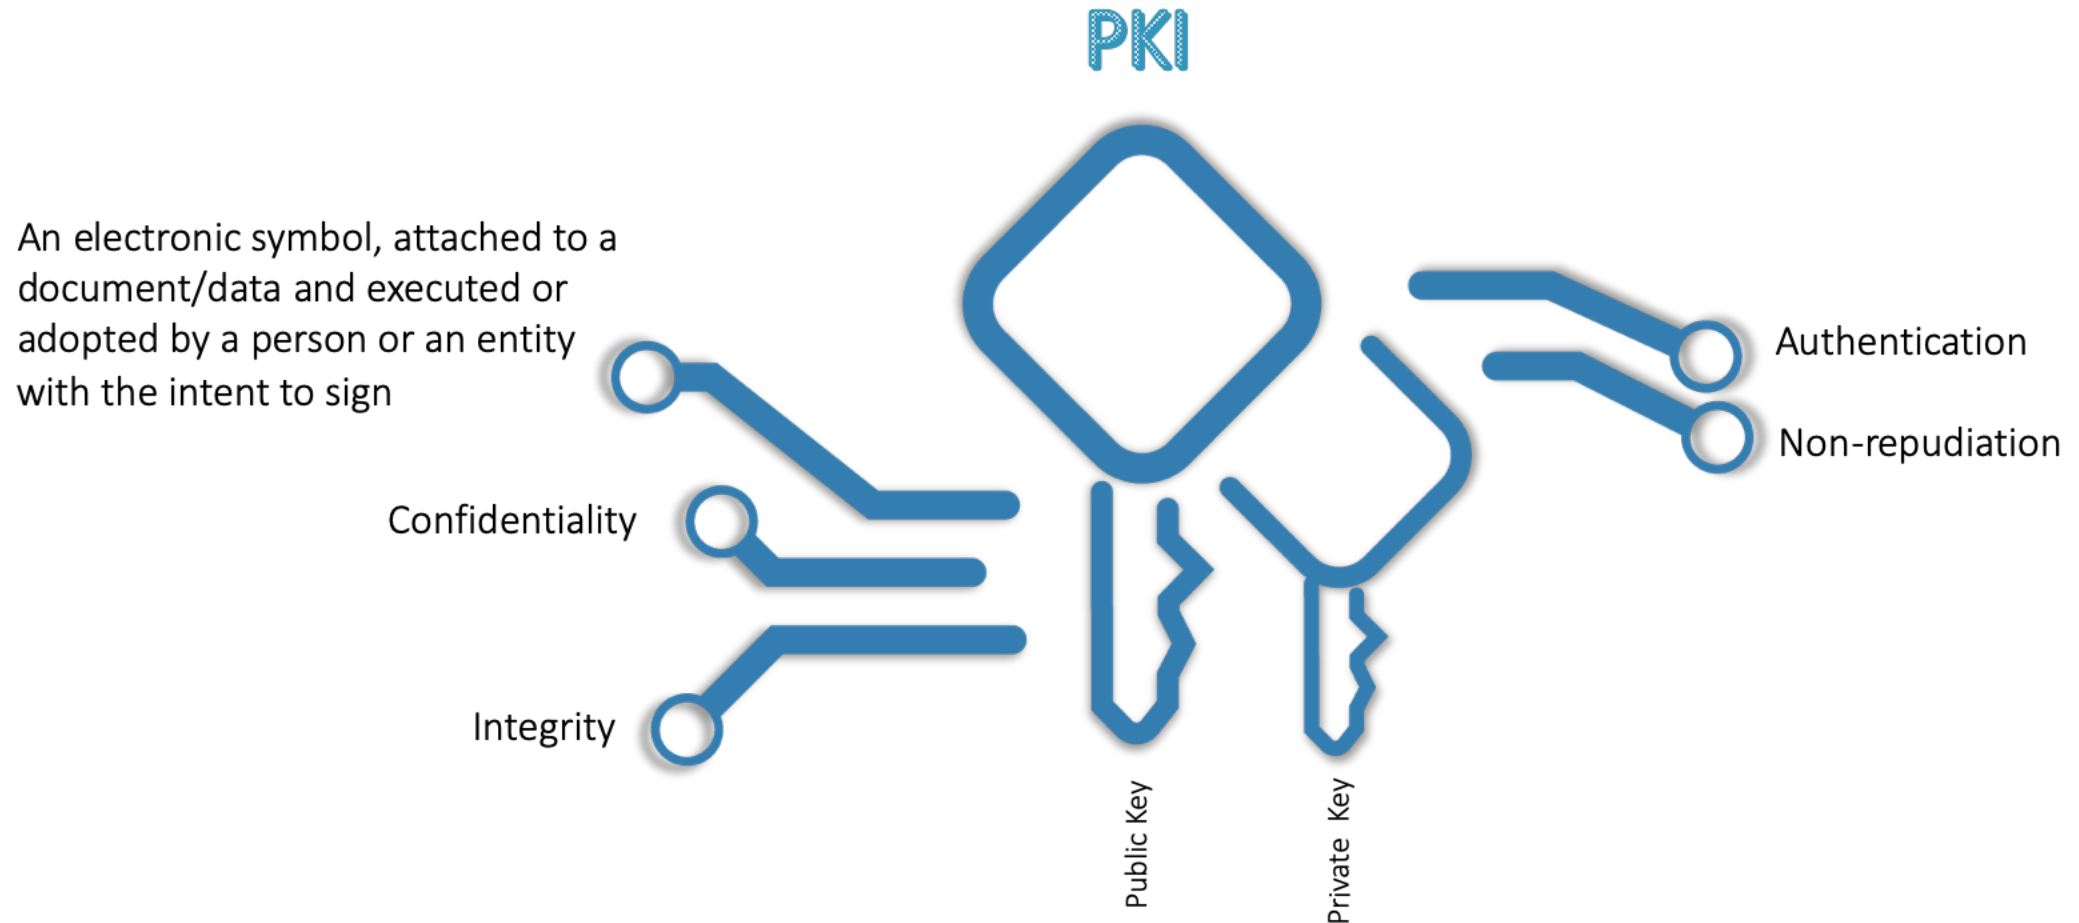 PKI
An electronic symbol, attached to a
document/data and executed or
adopted by a person or an entity
with the intent to sign
Confidentiality
Integrity
Authentication
Non-repudiation
Public Key
Private Key